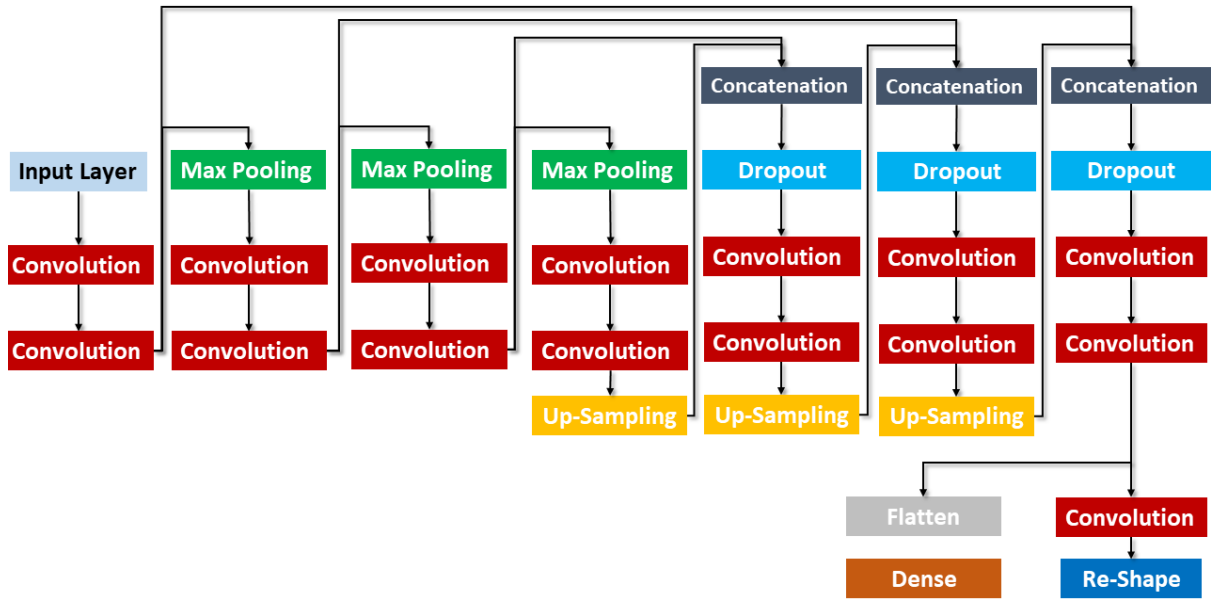 Input Layer
Convolution
Convolution
Max Pooling
Convolution
Convolution
Max Pooling
Convolution
Convolution
Max Pooling
Convolution
Convolution
Up-Sampling
Concatenation
Dropout
Convolution
Convolution
Up-Sampling
Concatenation
Dropout
Convolution
Convolution
Up-Sampling
Concatenation
Dropout
Convolution
Convolution
Flatten
Dense
Convolution
Re-Shape